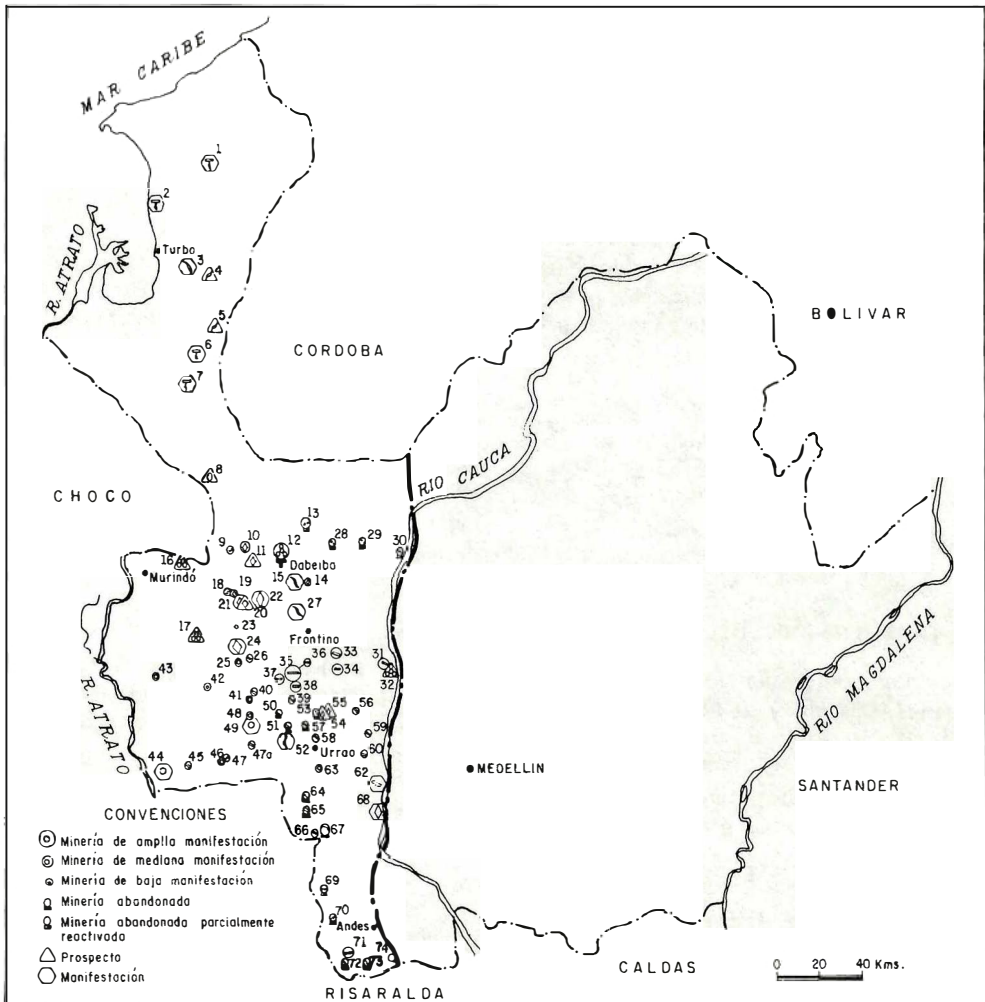 MAR CARIBE
1
2
R. ATRATO
Turbo
3
4
5
6
7
CORDOBA
BOLIVAR
RIO CAUCA
8
CHOCO
13
28
29
30
9
10
11
12
16
Dabeiba
Murindó
15
14
18
19
21
22
20
27
RIO MAGDALENA
17
23
Frontino
24
36
33
31
25
26
35
34
32
43
37
38
42
40
39
R. ATRATO
41
48
50
53
55
56
49
51
57
54
59
58
52
Urrao
60
44
45
46
47
47a
63
62
MEDELLIN
68
SANTANDER
CONVENCIONES
64
65
Minería de amplia manifestación
66
67
Minería de mediana manifestación
Minería de baja manifestación
69
Minería abandonada
70
Minería abandonada parcialmente
reactivada
Andes
71
74
Prospecto
72
73
Manifestación
CALDAS
0 20 40 Kms.
RISARALDA